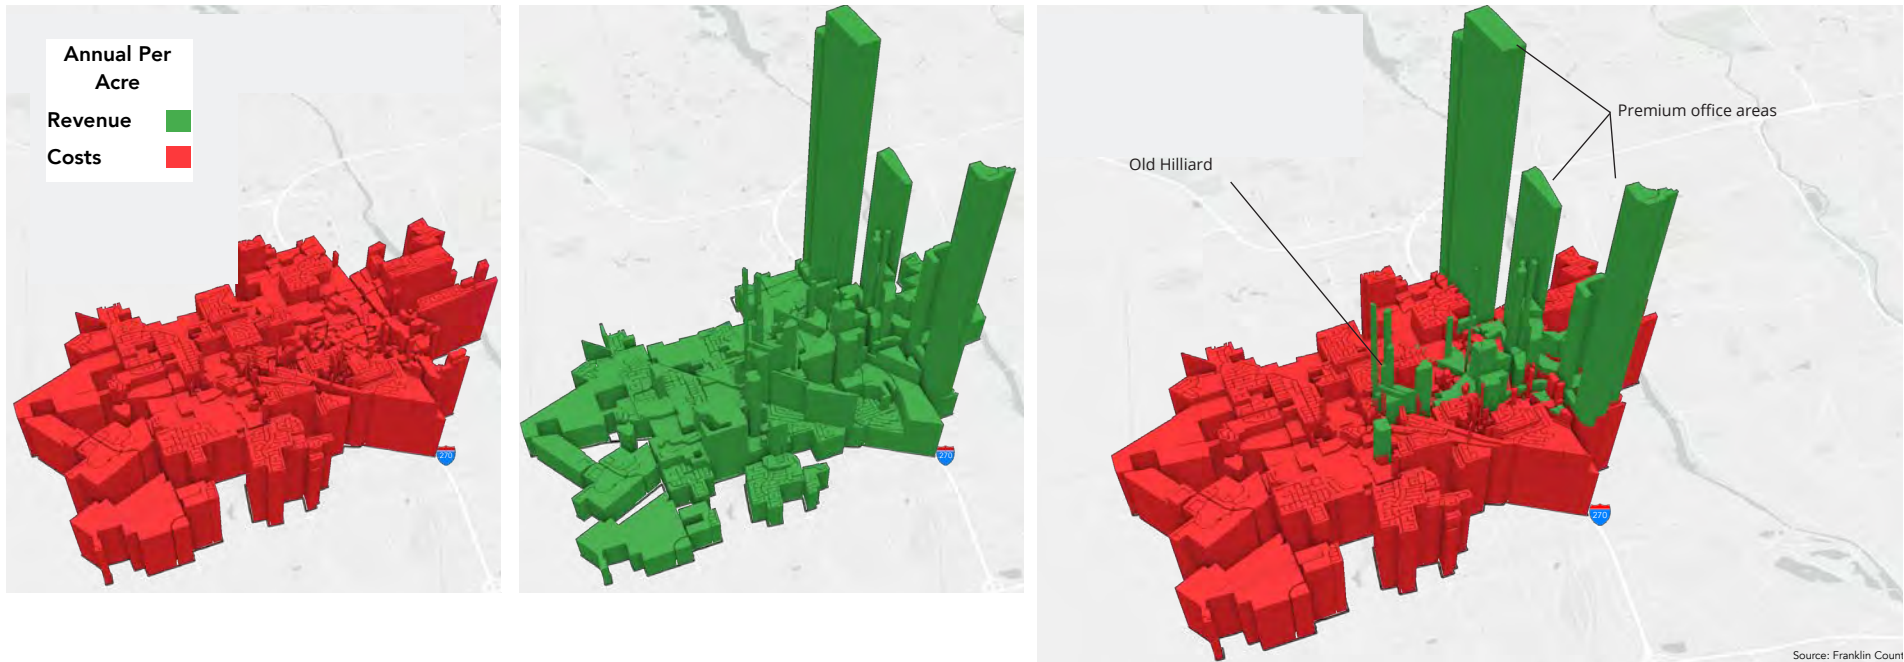 Annual Per
Acre
Revenue
Costs
270
270
Old Hilliard
Premium office areas
270
Source: Franklin Count